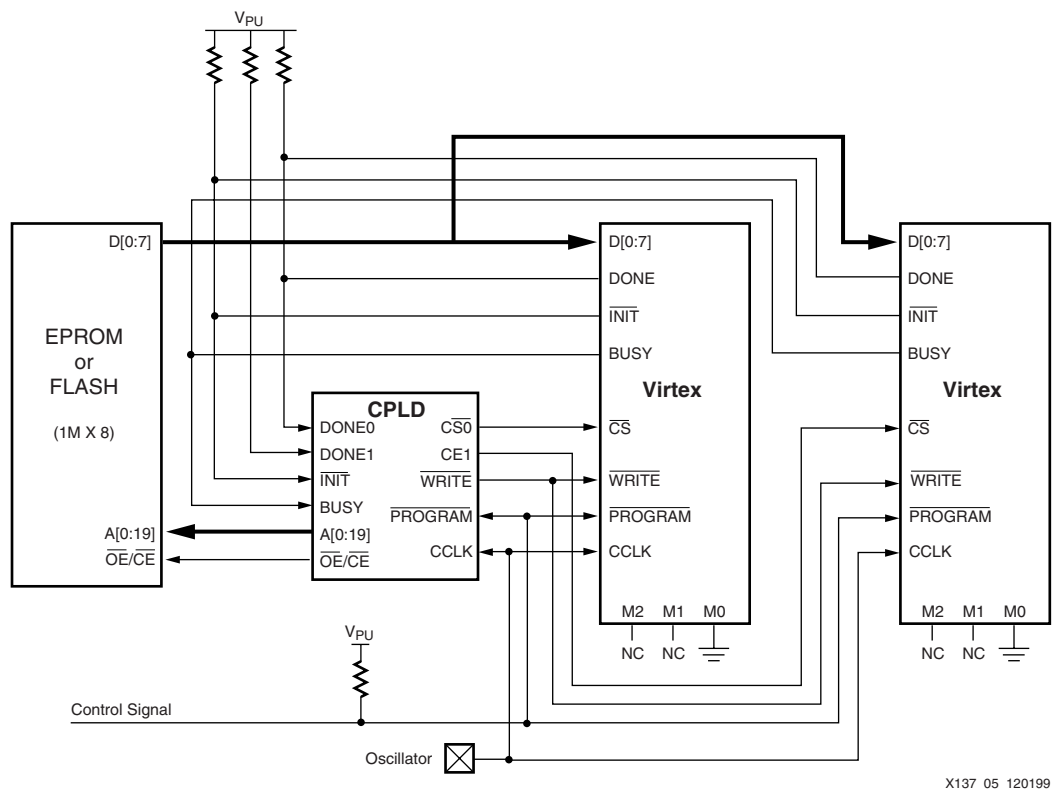 VPU
D[0:7]
EPROM
or
FLASH
(1M X 8)
A[0:19]
OE/CE
CPLD
DONE0
DONE1
INIT
BUSY
A[0:19]
OE/CE
CS0
CE1
WRITE
PROGRAM
CCLK
D[0:7]
DONE
INIT
BUSY
Virtex
CS
WRITE
PROGRAM
CCLK
M2 M1 M0
NC NC
D[0:7]
DONE
INIT
BUSY
Virtex
CS
WRITE
PROGRAM
CCLK
M2 M1 M0
NC NC
VPU
Control Signal
Oscillator
X137_05_120199